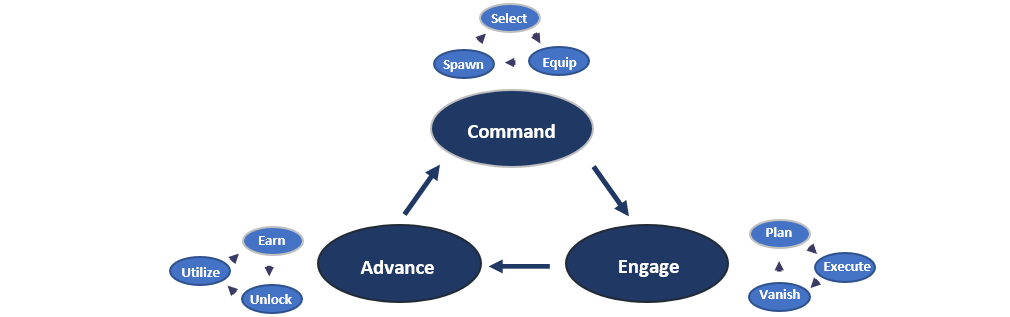 Select
Spawn
Equip
Command
Earn
Utilize
Unlock
Advance
Engage
Plan
Execute
Vanish